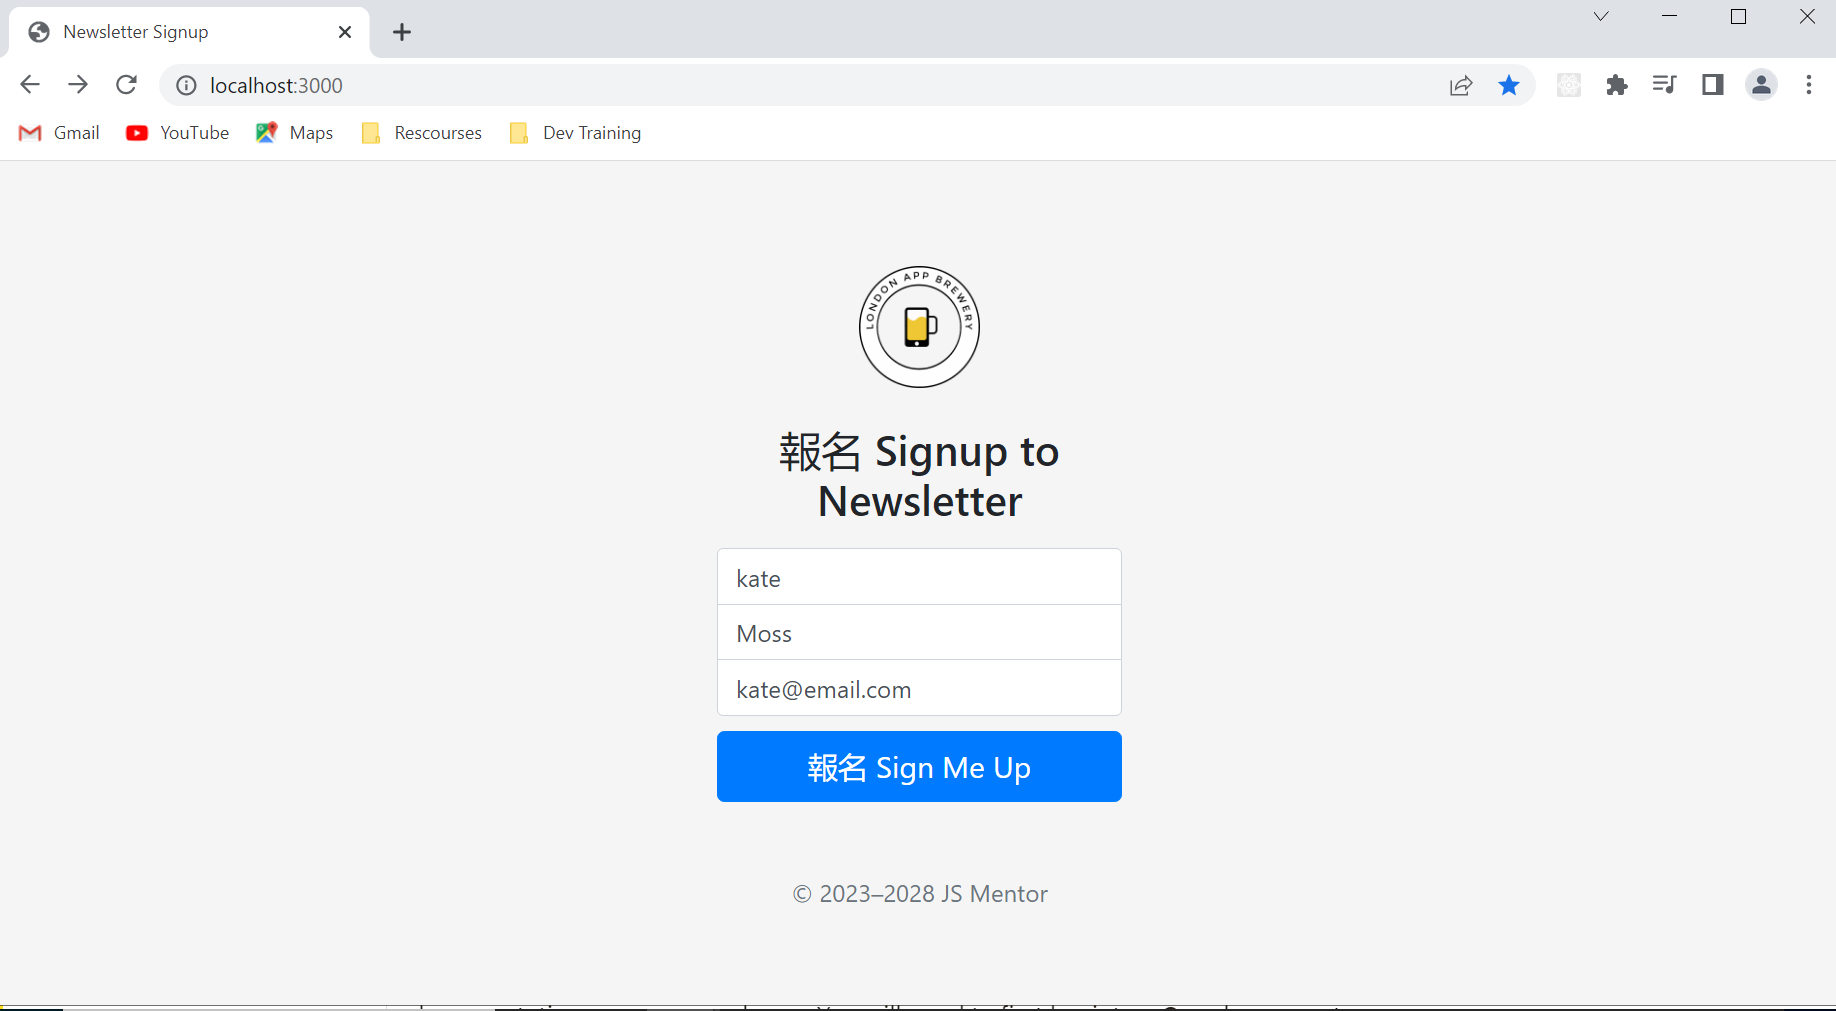 Newsletter Signup
localhost:3000
Gmail YouTube Maps Rescourses Dev Training
LONDON APP BREWERY
報名 Signup to
Newsletter
kate
Moss
kate@email.com
報名 Sign Me Up
© 2023–2028 JS Mentor